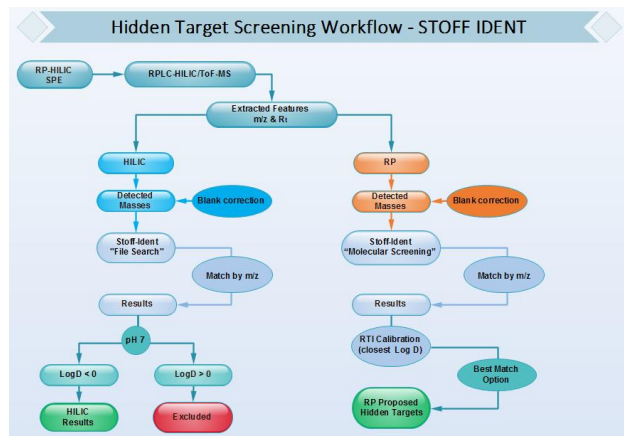 Hidden Target Screening Workflow - STOFF IDENT
RP-HILIC
SPE
RPLC-HILIC/ToF-MS
Extracted Features
m/z & Rt
HILIC
RP
Detected
Masses
Blank correction
Detected
Masses
Blank correction
Stoff-Ident
"File Search"
Stoff-Ident
“Molecular Screening”
Match by m/z
Match by m/z
Results
Results
pH 7
RTI Calibration
(closest Log D)
LogD < 0
LogD > 0
Best Match
Option
HILIC
Results
Excluded
RP Proposed
Hidden Targets